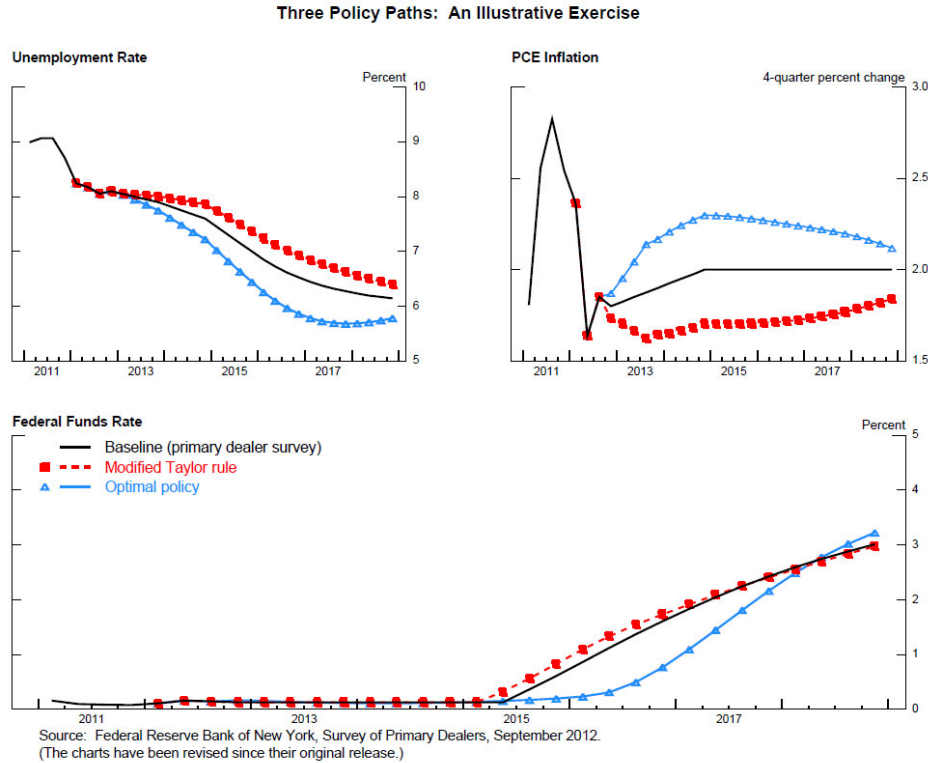 Three Policy Paths: An Illustrative Exercise
Unemployment Rate
Percent
10
9
8
7
6
5
2011 2013 2015 2017
PCE Inflation
4-quarter percent change
3.0
2.5
2.0
1.5
2011 2013 2015 2017
Federal Funds Rate
Percent
Baseline (primary dealer survey)
Modified Taylor rule
Optimal policy
5
4
3
2
1
0
2011 2013 2015 2017
Source: Federal Reserve Bank of New York, Survey of Primary Dealers, September 2012.
(The charts have been revised since their original release.)